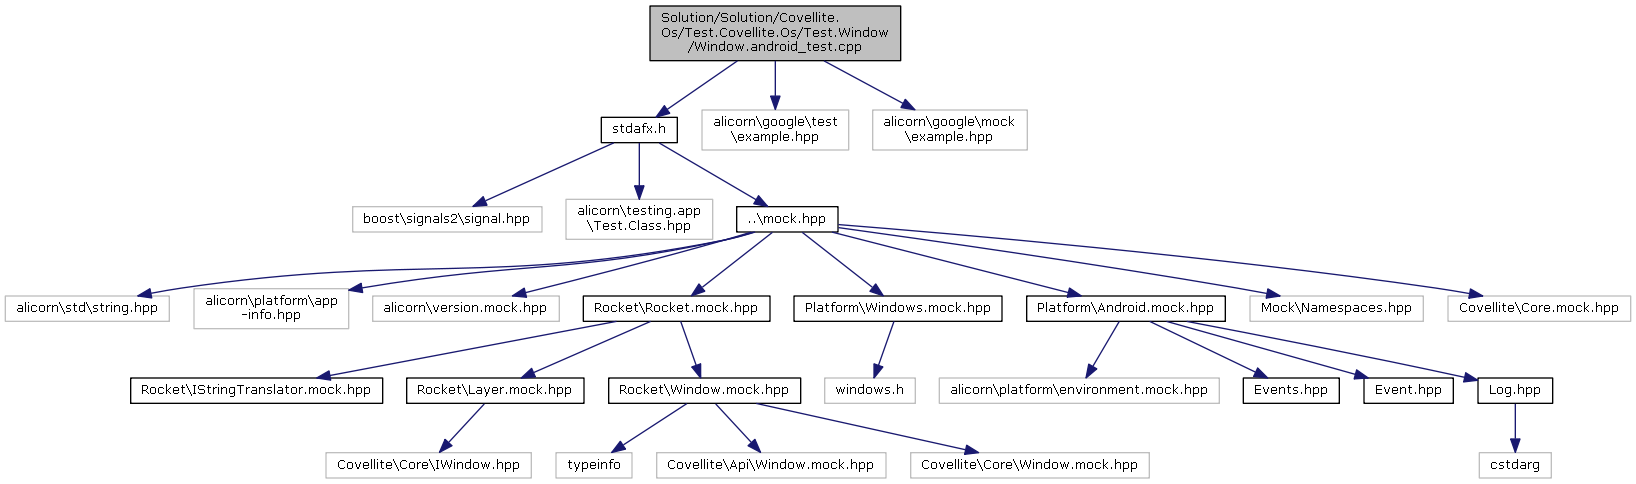 Solution/Solution/Covellite.
Os/Test.Covellite.Os/Test.Window
/Window.android_test.cpp
stdafx.h
alicorn\google\test
\example.hpp
alicorn\google\mock
\example.hpp
boost\signals2\signal.hpp
alicorn\testing.app
\Test.Class.hpp
..\mock.hpp
alicorn\std\string.hpp
alicorn\platform\app
-info.hpp
alicorn\version.mock.hpp
Rocket\Rocket.mock.hpp
Platform\Windows.mock.hpp
Platform\Android.mock.hpp
Mock\Namespaces.hpp
Covellite\Core.mock.hpp
Rocket\IStringTranslator.mock.hpp
Rocket\Layer.mock.hpp
Rocket\Window.mock.hpp
windows.h
alicorn\platform\environment.mock.hpp
Events.hpp
Event.hpp
Log.hpp
Covellite\Core\IWindow.hpp
typeinfo
Covellite\Api\Window.mock.hpp
Covellite\Core\Window.mock.hpp
cstdarg